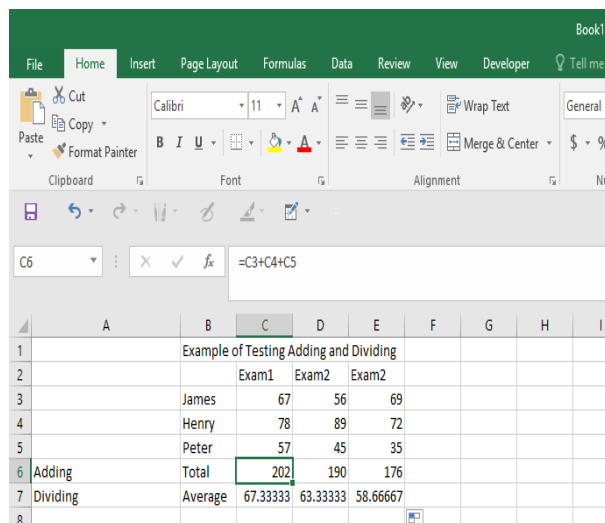 Book1
File Home Insert Page Layout Formulas Data Review View Developer Tell me
Cut
Calibri 11 A A Wrap Text General
Copy
Paste
Format Painter B I U A Merge & Center $ %
Clipboard Font Alignment
C6 fx =C3+C4+C5
A B C D E F G H I
1 Example of Testing Adding and Dividing
2 Exam1 Exam2 Exam2
3 James 67 56 69
4 Henry 78 89 72
5 Peter 57 45 35
6 Adding Total 202 190 176
7 Dividing Average 67.33333 63.33333 58.66667
8